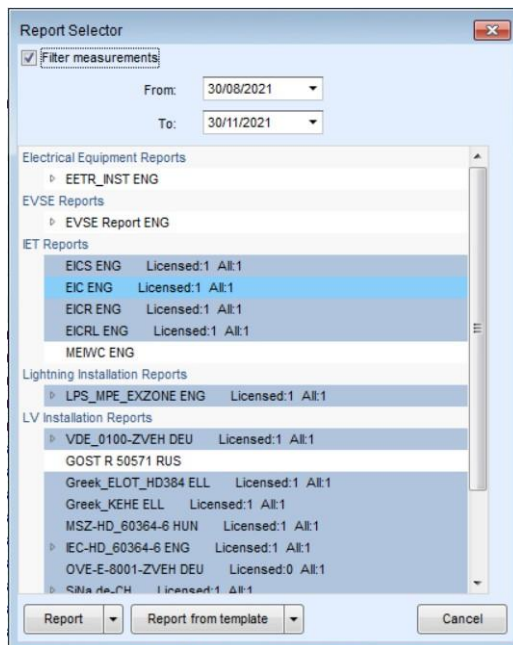 Report Selector
Filter measurements
From: 30/08/2021
To: 30/11/2021
Electrical Equipment Reports
EETR_INST ENG
EVSE Reports
EVSE Report ENG
IET Reports
EICS ENG Licensed:1 All:1
EIC ENG Licensed:1 All:1
EICR ENG Licensed:1 All:1
EICRL ENG Licensed:1 All:1
MEIWC ENG
Lightning Installation Reports
LPS_MPE_EXZONE ENG Licensed:1 All:1
LV Installation Reports
VDE_0100-ZVEH DEU Licensed:1 All:1
GOST R 50571 RUS
Greek_ELOT_HD384 ELL Licensed:1 All:1
Greek_KEHE ELL Licensed:1 All:1
MSZ-HD_60364-6 HUN Licensed:1 All:1
IEC-HD_60364-6 ENG Licensed:1 All:1
OVE-E-8001-ZVEH DEU Licensed:0 All:1
SiNa de-CH Licensed:1 All:1
Report Report from template Cancel